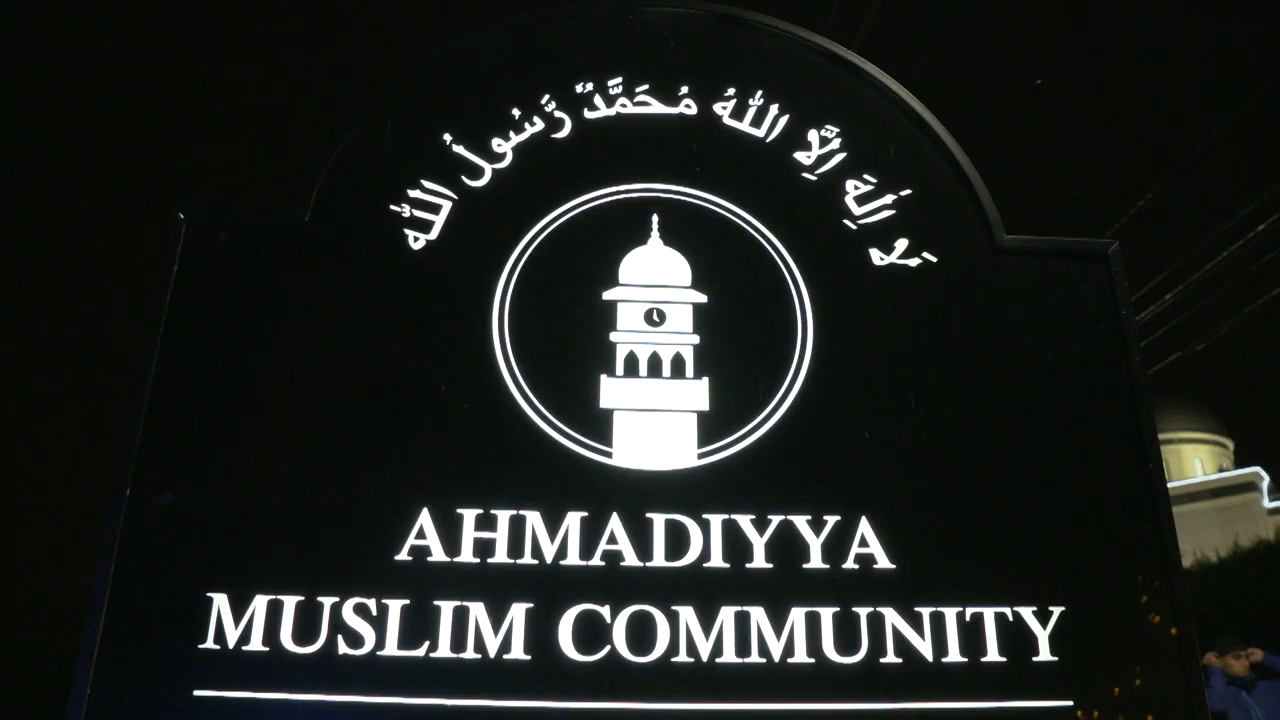 لَا اِلٰهَ اِلَّا اللّٰهُ مُحَمَّدٌ رَّسُولُ اللّٰه
AHMADIYYA
MUSLIM COMMUNITY